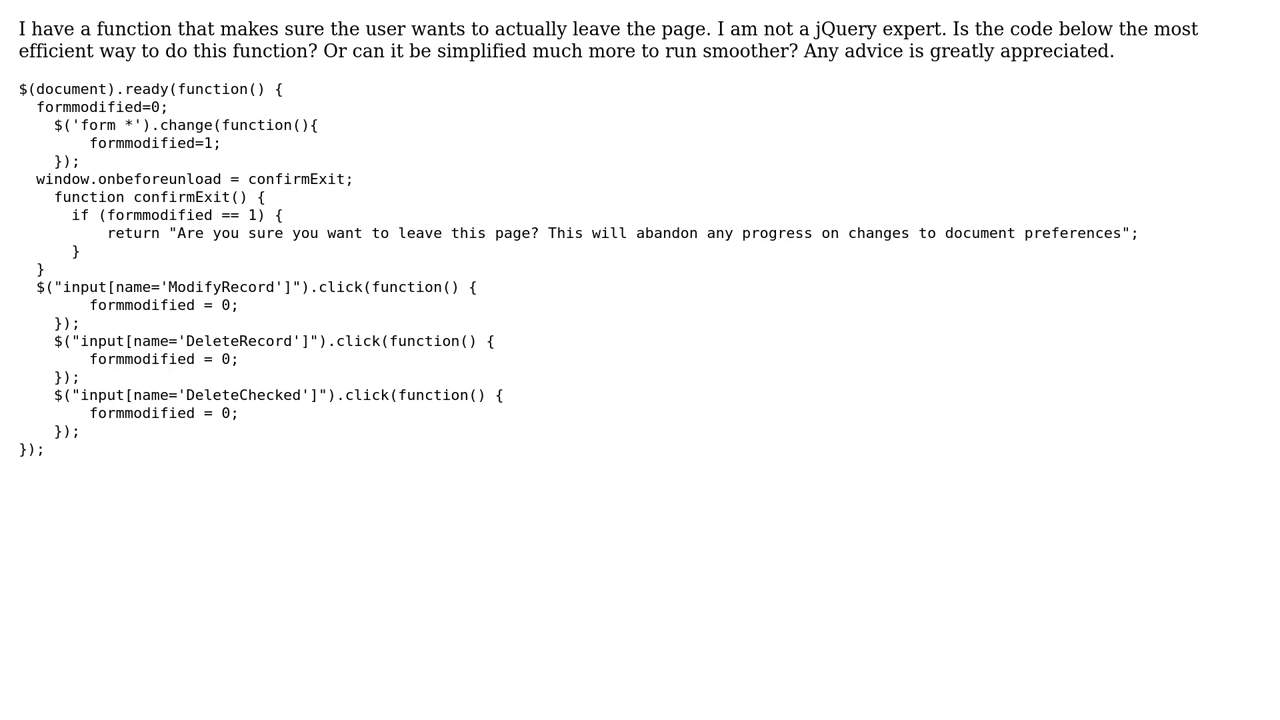 I have a function that makes sure the user wants to actually leave the page. I am not a jQuery expert. Is the code below the most
efficient way to do this function? Or can it be simplified much more to run smoother? Any advice is greatly appreciated.
$(document).ready(function() {
  formmodified=0;
    $('form *').change(function(){
        formmodified=1;
    });
  window.onbeforeunload = confirmExit;
    function confirmExit() {
      if (formmodified == 1) {
          return "Are you sure you want to leave this page? This will abandon any progress on changes to document preferences";
      }
  }
  $("input[name='ModifyRecord']").click(function() {
        formmodified = 0;
    });
    $("input[name='DeleteRecord']").click(function() {
        formmodified = 0;
    });
    $("input[name='DeleteChecked']").click(function() {
        formmodified = 0;
    });
});